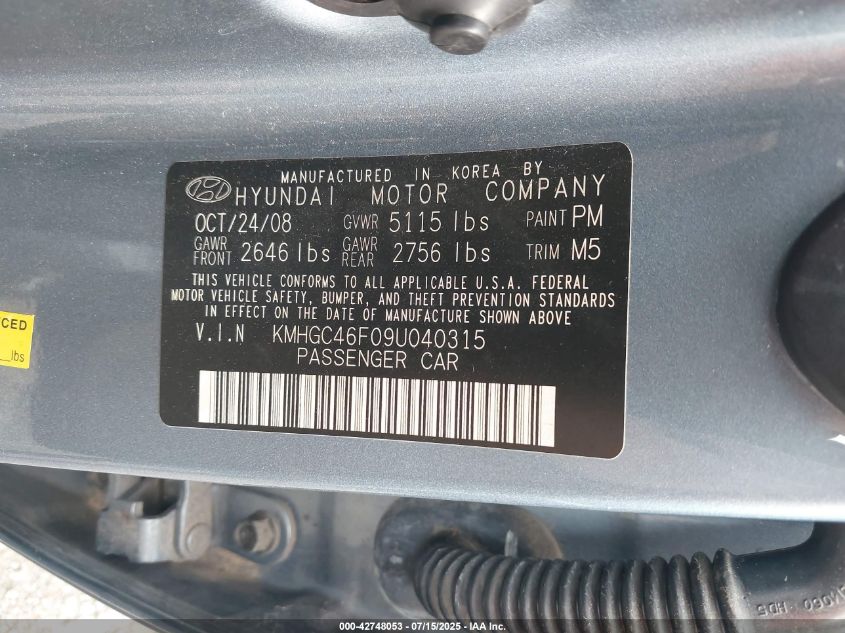 MANUFACTURED IN KOREA BY
HYUNDAI MOTOR COMPANY
OCT/24/08 GVWR 5115 lbs PAINT PM
GAWR FRONT 2646 lbs GAWR REAR 2756 lbs TRIM M5
THIS VEHICLE CONFORMS TO ALL APPLICABLE U.S.A. FEDERAL
MOTOR VEHICLE SAFETY, BUMPER, AND THEFT PREVENTION STANDARDS
IN EFFECT ON THE DATE OF MANUFACTURE SHOWN ABOVE
V.I.N KMHGC46F09U040315
PASSENGER CAR
lbs
000-42748053 - 07/15/2025 - IAA Inc.